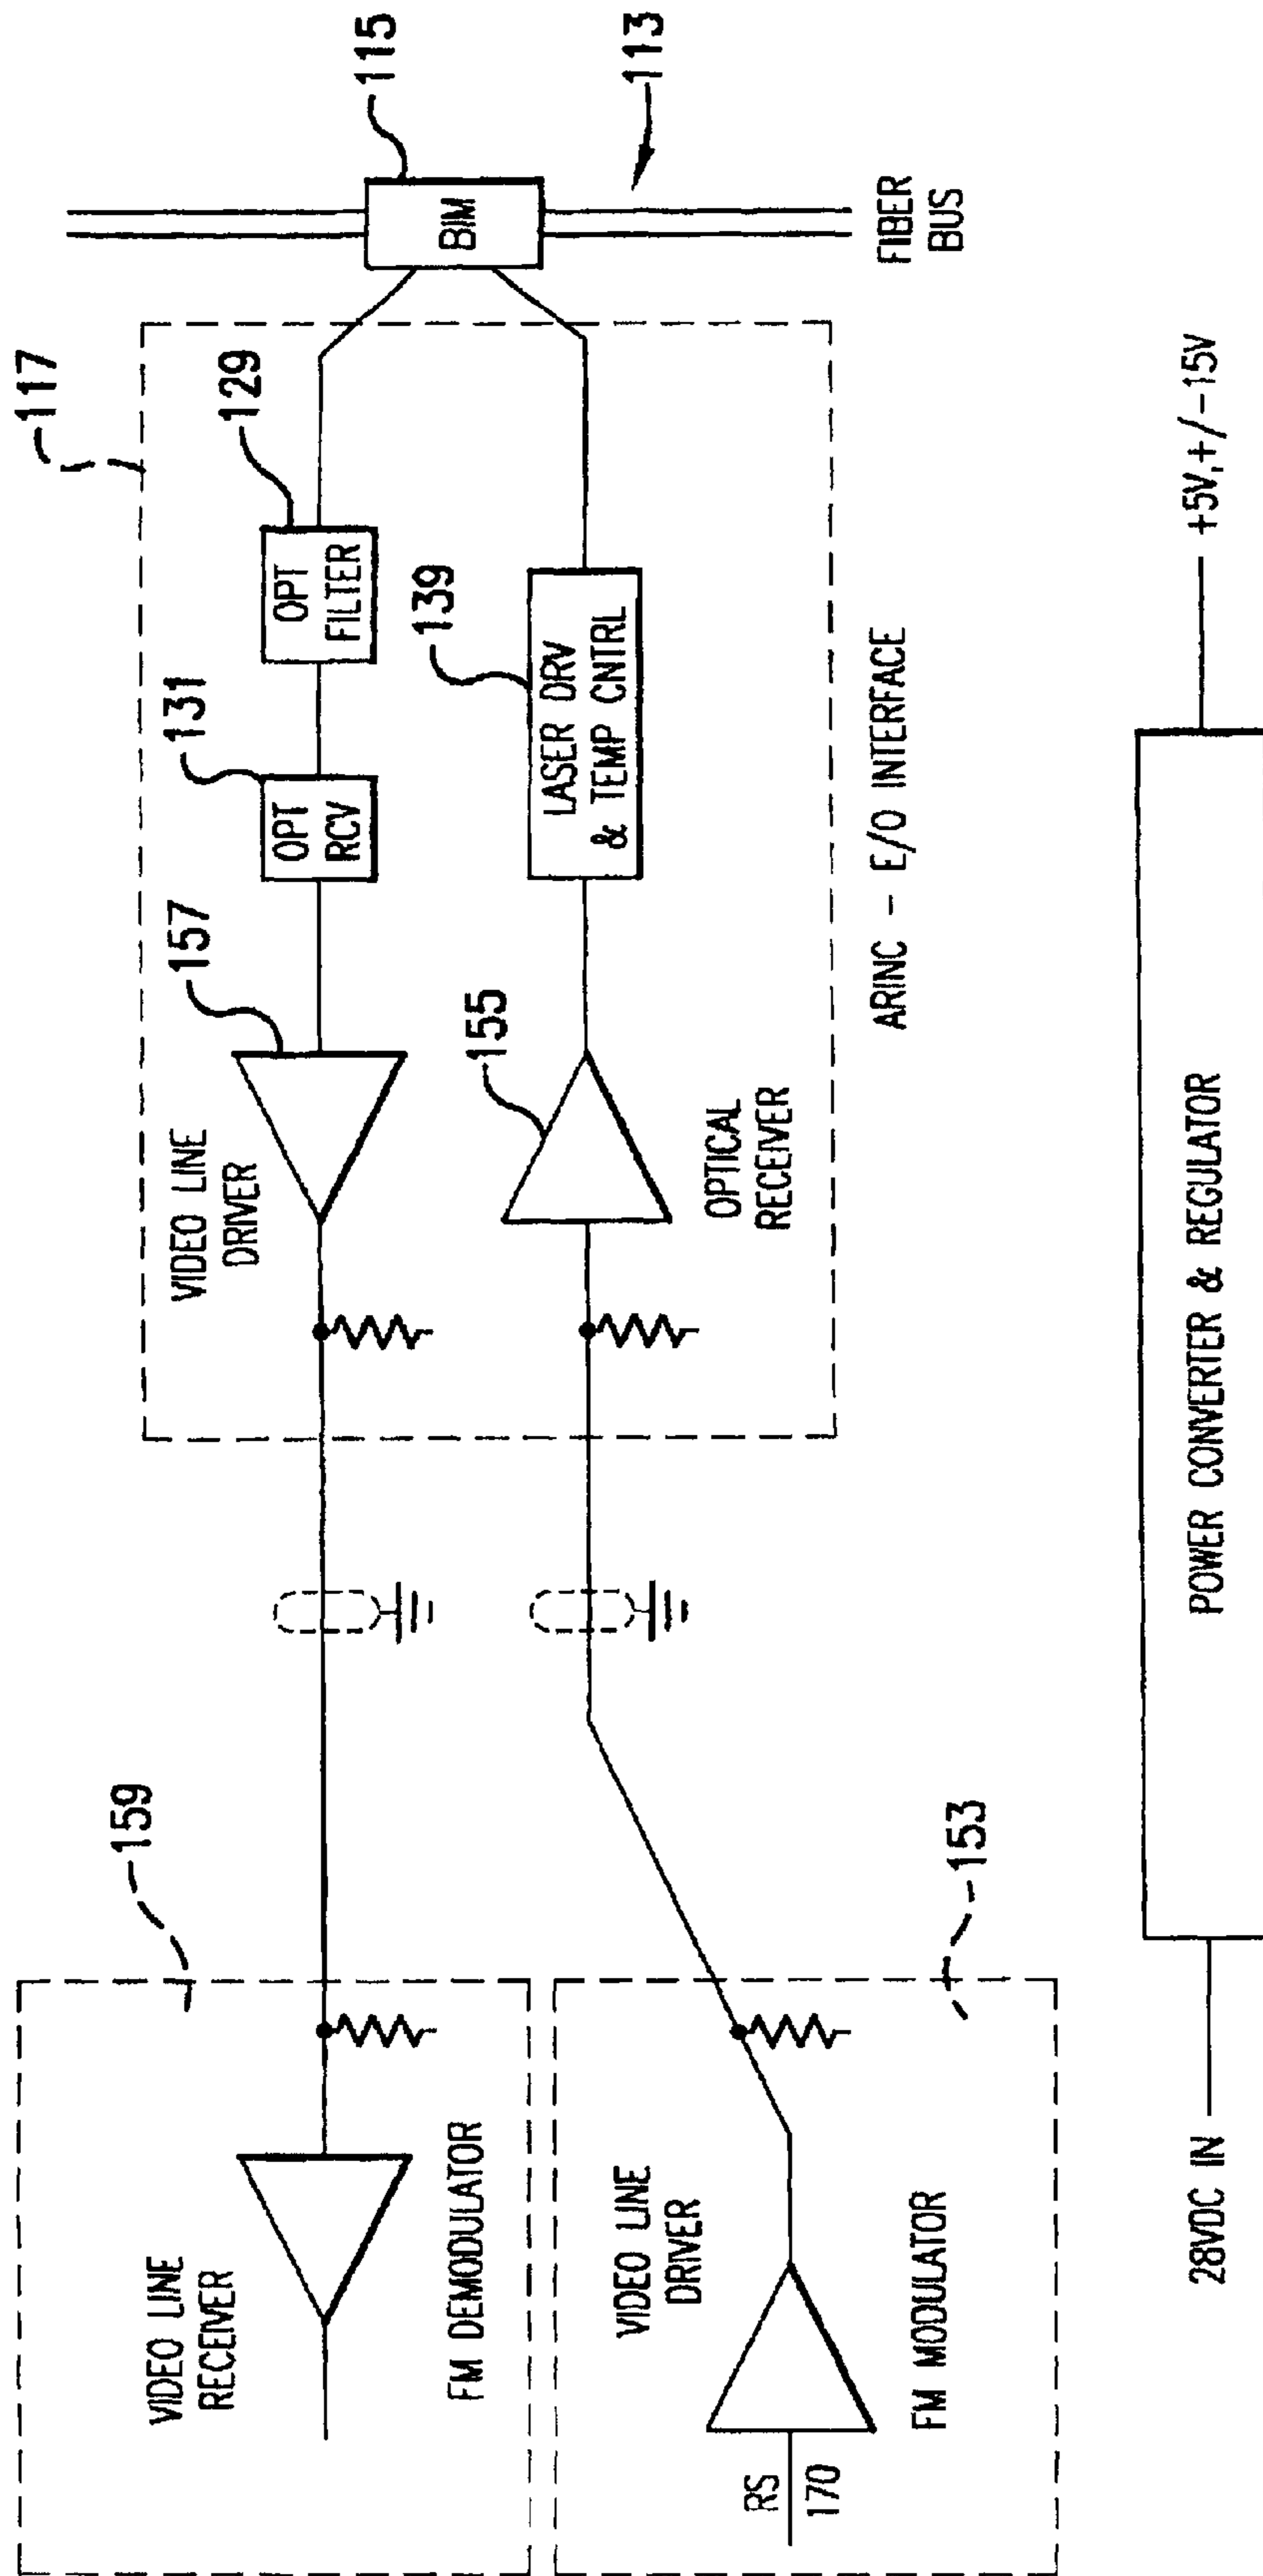 159
VIDEO LINE
RECEIVER
FM DEMODULATOR
VIDEO LINE
DRIVER
RS
170
FM MODULATOR
153
117
VIDEO LINE
DRIVER
157
131
OPT
RCV
129
OPT
FILTER
155
OPTICAL
RECEIVER
139
LASER DRV
& TEMP CNTRL
ARINC - E/O INTERFACE
115
BIM
113
FIBER
BUS
28VDC IN
POWER CONVERTER & REGULATOR
+5V,+/-15V